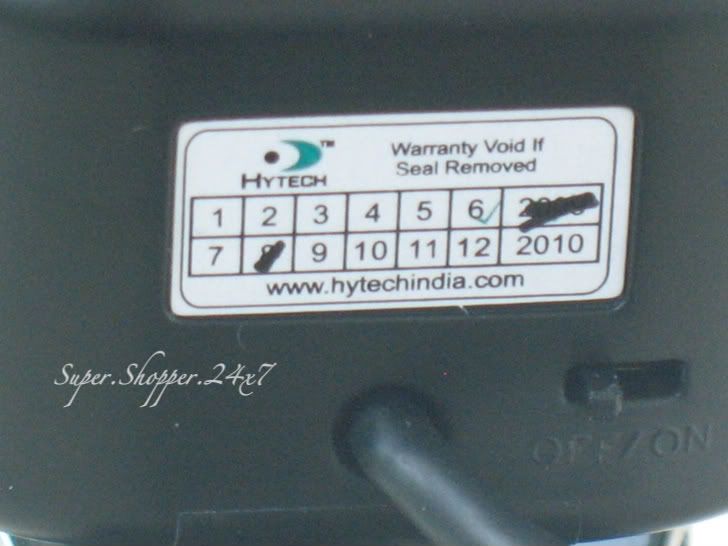 HYTECH™
Warranty Void If
Seal Removed
1 2 3 4 5 6
7 9 10 11 12 2010
www.hytechindia.com
Super.Shopper.24x7
OFF/ON